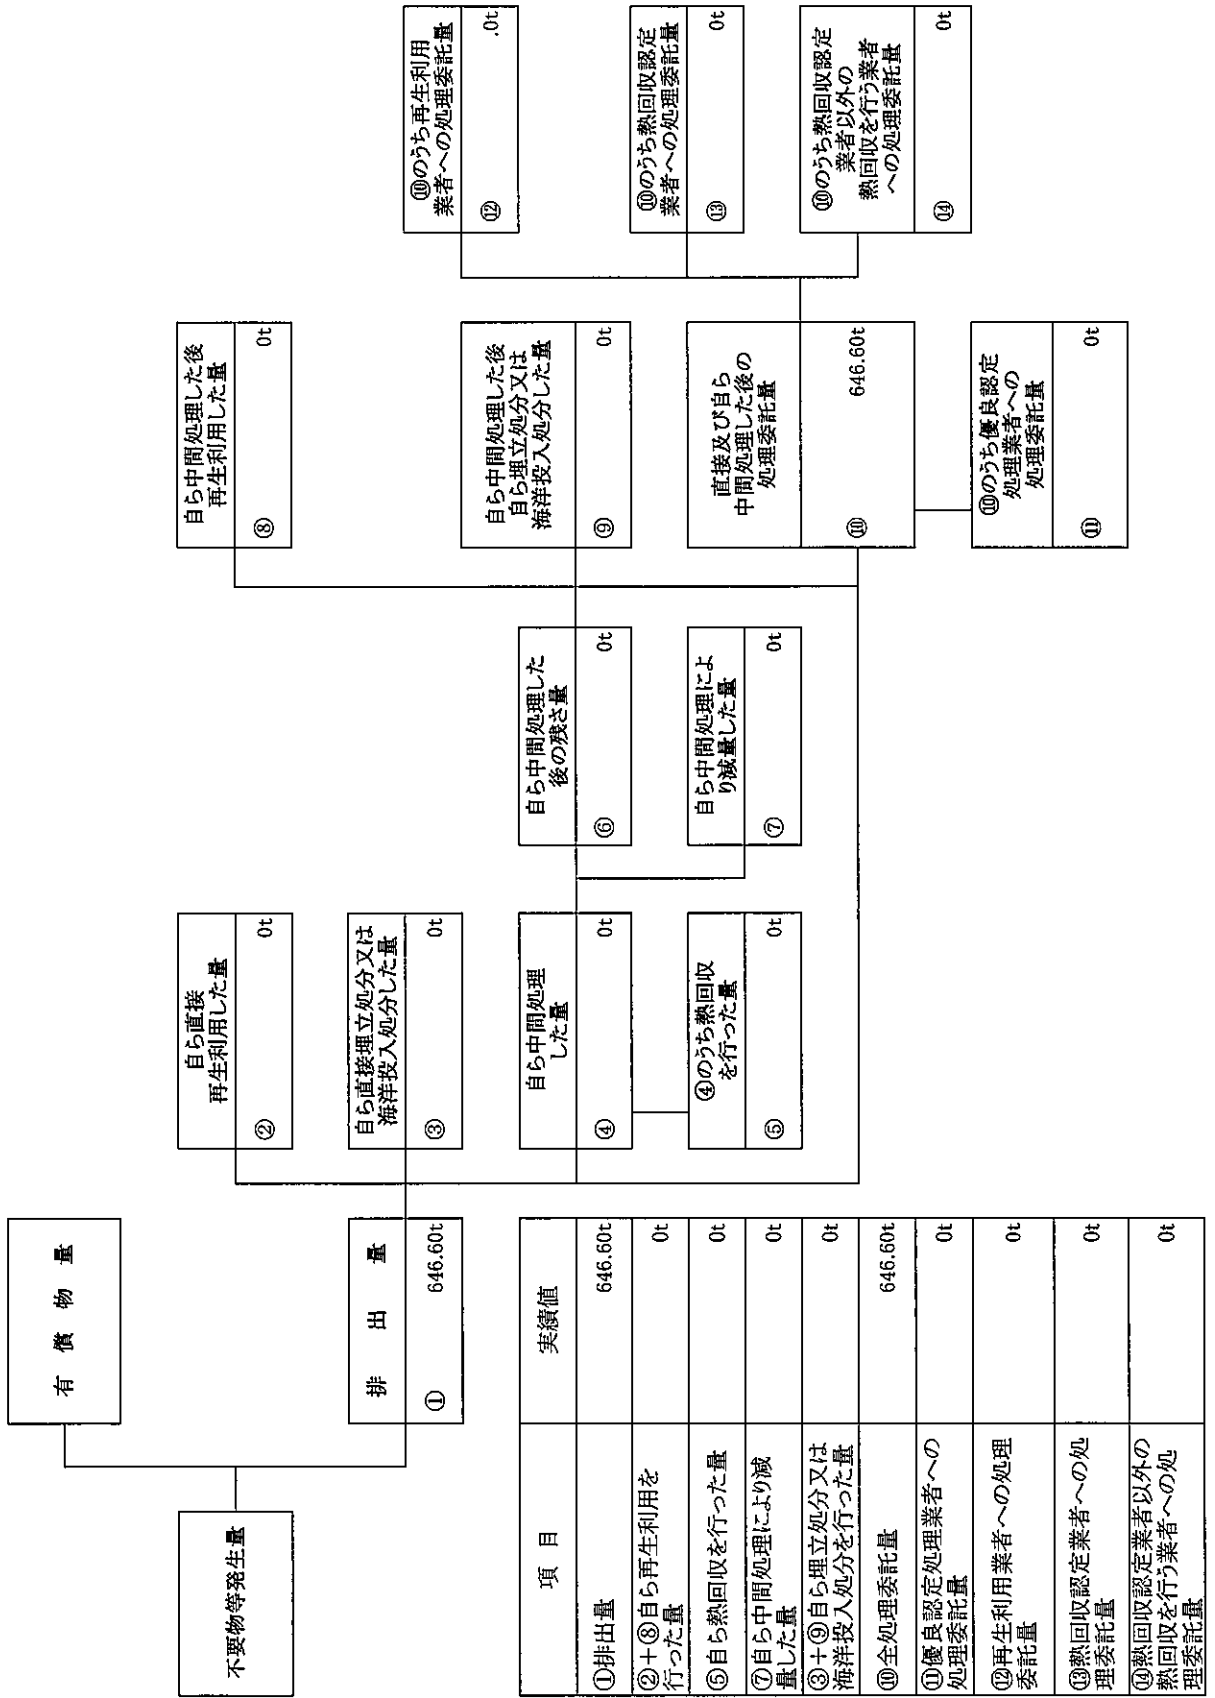 不要物等発生量
有償物量
排出量
① 646.60t
自ら直接
再生利用した量
② 0t
自ら直接埋立処分又は
海洋投入処分した量
③ 0t
自ら中間処理
した量
④ 0t
④のうち熱回収
を行った量
⑤ 0t
自ら中間処理した
後の残さ量
⑥ 0t
自ら中間処理によ
り減量した量
⑦ 0t
自ら中間処理した後
再生利用した量
⑧ 0t
自ら中間処理した後
自ら埋立処分又は
海洋投入処分した量
⑨ 0t
直接及び自ら
中間処理した後の
処理委託量
⑩ 646.60t
⑩のうち優良認定
処理業者への
処理委託量
⑪ 0t
⑩のうち再生利用
業者への処理委託量
⑫ .0t
⑩のうち熱回収認定
業者への処理委託量
⑬ 0t
⑩のうち熱回収認定
業者以外の
熱回収を行う業者
への処理委託量
⑭ 0t
項目 実績値
①排出量 646.60t
②+⑧自ら再生利用を
行った量 0t
⑤自ら熱回収を行った量 0t
⑦自ら中間処理により減
量した量 0t
③+⑨自ら埋立処分又は
海洋投入処分を行った量 0t
⑩全処理委託量 646.60t
⑪優良認定処理業者への
処理委託量 0t
⑫再生利用業者への処理
委託量 0t
⑬熱回収認定業者への処
理委託量 0t
⑭熱回収認定業者以外の
熱回収を行う業者への処
理委託量 0t